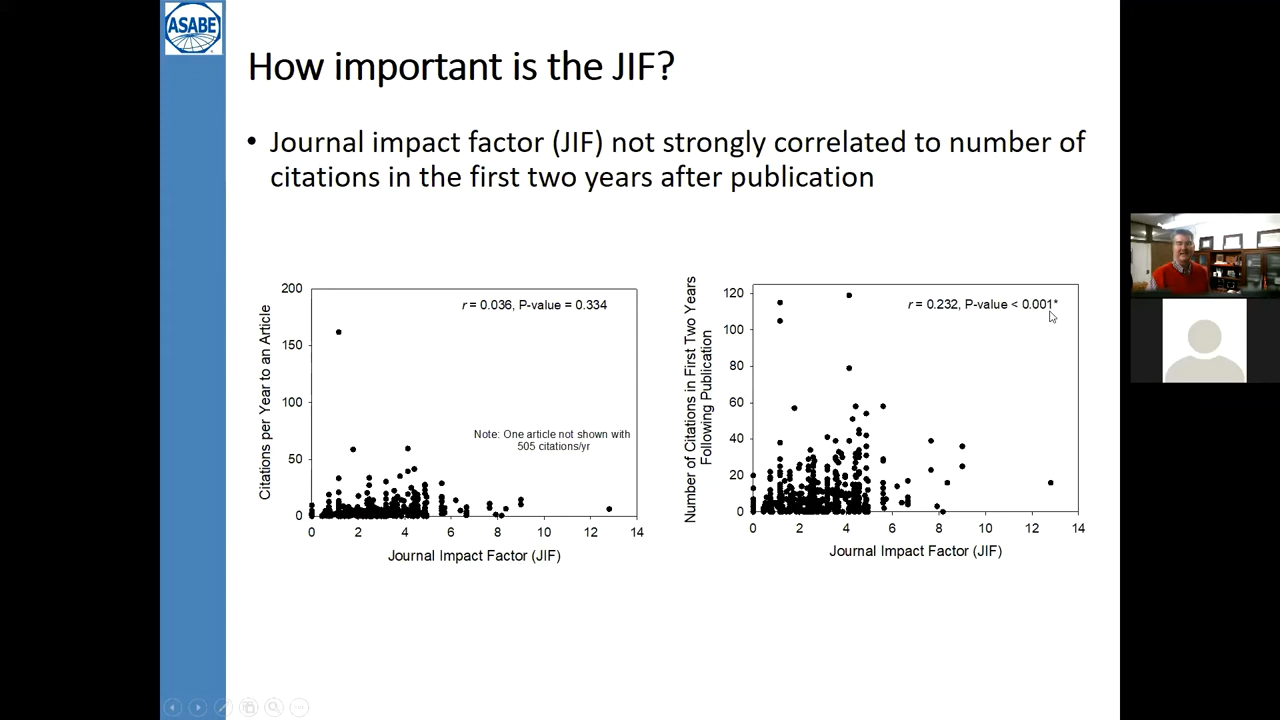 ASABE
How important is the JIF?
• Journal impact factor (JIF) not strongly correlated to number of
citations in the first two years after publication
Citations per Year to an Article
200
150
100
50
0
r = 0.036, P-value = 0.334
Note: One article not shown with
505 citations/yr
0 2 4 6 8 10 12 14
Journal Impact Factor (JIF)
Number of Citations in First Two Years
Following Publication
120
100
80
60
40
20
0
r = 0.232, P-value < 0.001*
0 2 4 6 8 10 12 14
Journal Impact Factor (JIF)